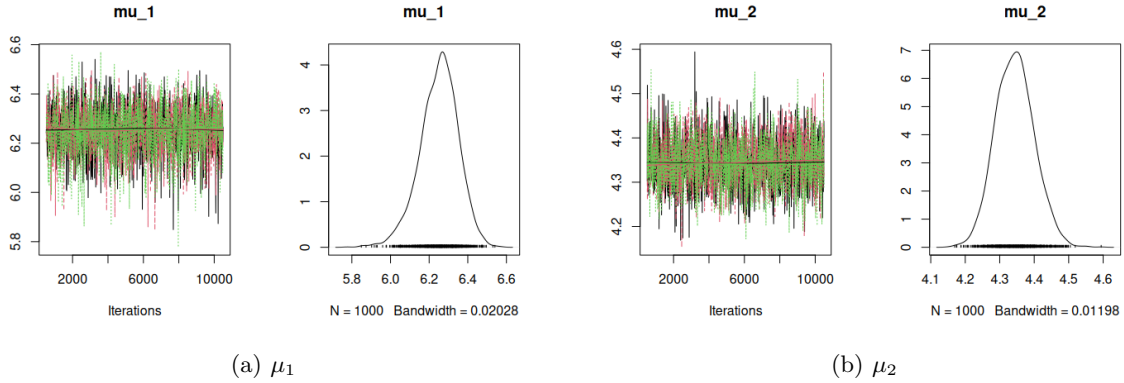 mu_1
mu_1
mu_2
mu_2
6.6
6.4
6.2
6.0
5.8
2000 6000 10000
Iterations
4
3
2
1
0
5.8 6.0 6.2 6.4 6.6
N = 1000 Bandwidth = 0.02028
4.6
4.5
4.4
4.3
4.2
2000 6000 10000
Iterations
7
6
5
4
3
2
1
0
4.1 4.2 4.3 4.4 4.5 4.6
N = 1000 Bandwidth = 0.01198
(a) μ₁
(b) μ₂